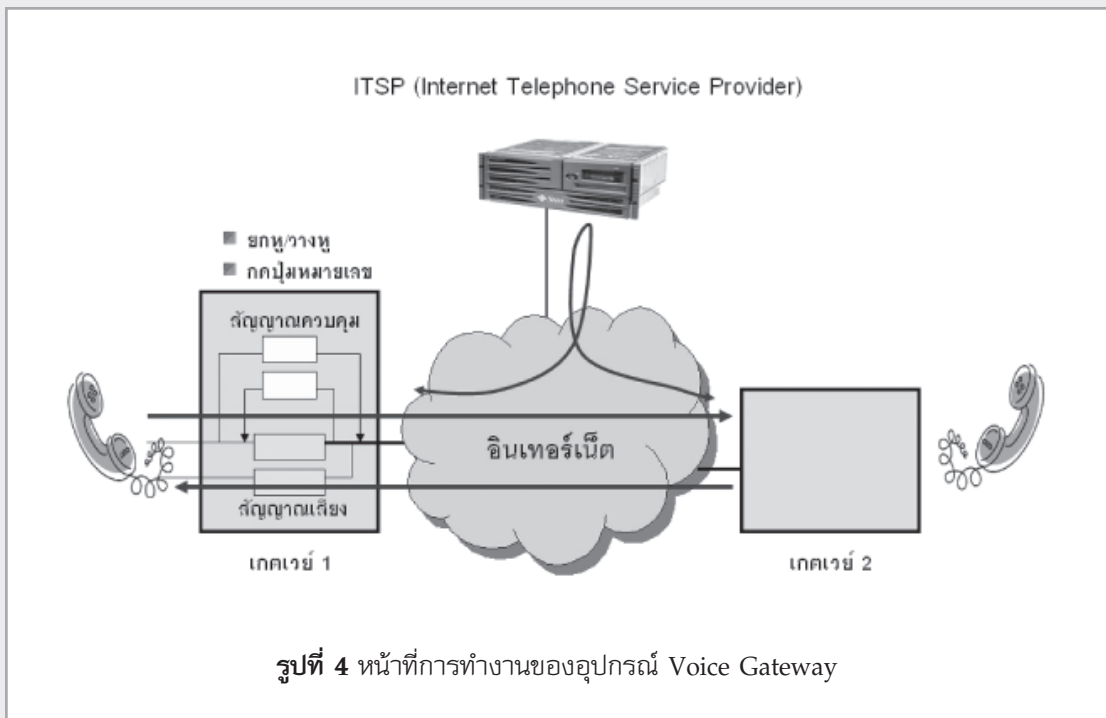 ITSP (Internet Telephone Service Provider)
ยกหู/วางหู
กดปุ่มหมายเลข
สัญญาณควบคุม
อินเทอร์เน็ต
สัญญาณเสียง
เกตเวย์ 1
เกตเวย์ 2
รูปที่ 4 หน้าที่การทำงานของอุปกรณ์ Voice Gateway